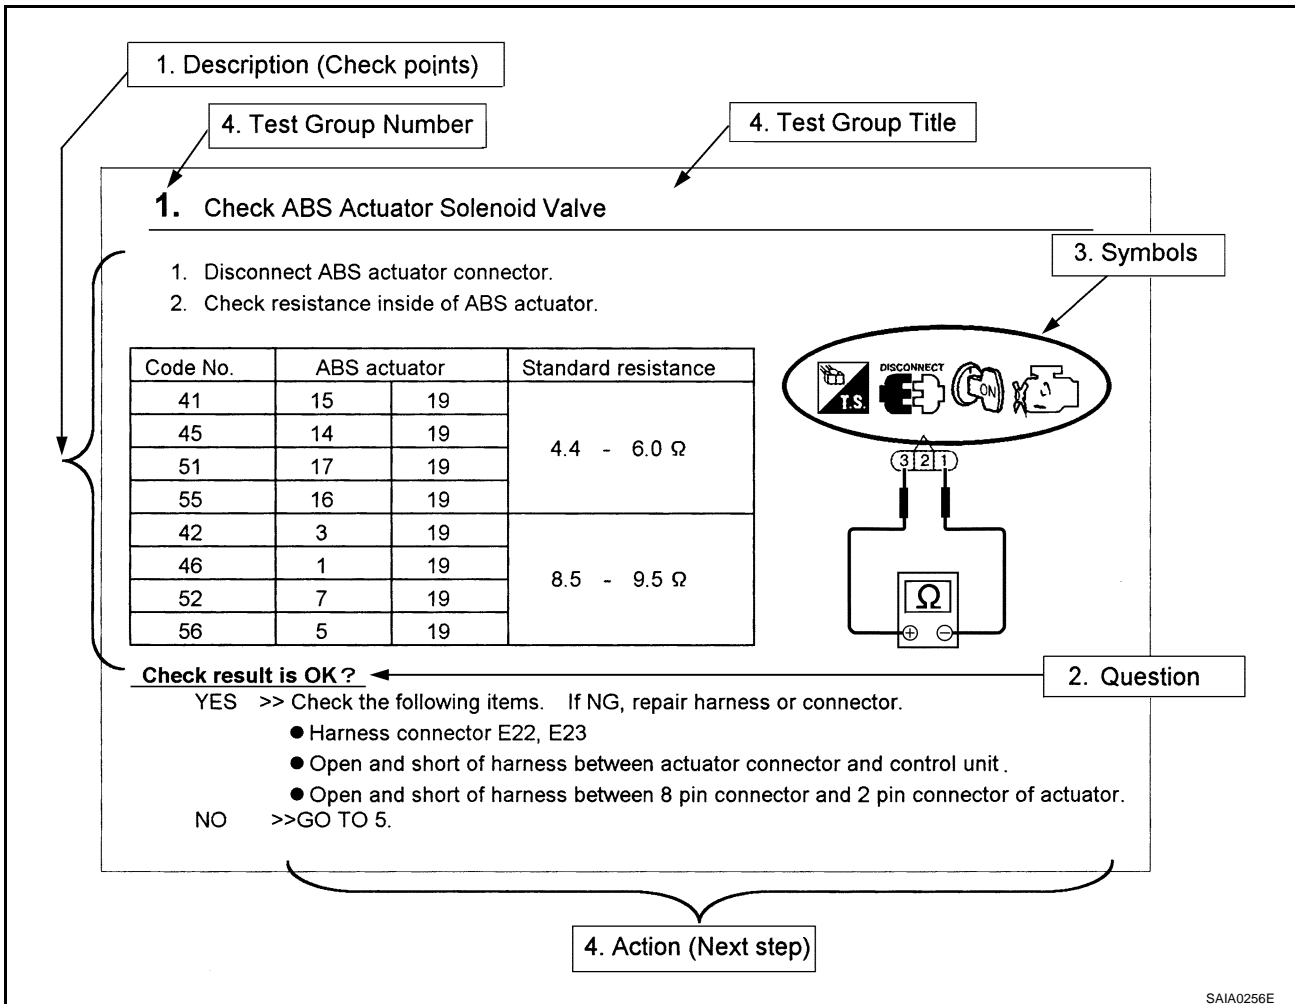 1. Description (Check points)
4. Test Group Number
4. Test Group Title
1. Check ABS Actuator Solenoid Valve
3. Symbols
1. Disconnect ABS actuator connector.
2. Check resistance inside of ABS actuator.
Code No. ABS actuator Standard resistance
41 15 19
45 14 19
51 17 19
55 16 19
4.4 - 6.0 Ω
42 3 19
46 1 19
52 7 19
56 5 19
8.5 - 9.5 Ω
T.S.
DISCONNECT
ON
3 2 1
Ω
⊕ ⊖
Check result is OK?
2. Question
YES >> Check the following items. If NG, repair harness or connector.
● Harness connector E22, E23
● Open and short of harness between actuator connector and control unit.
● Open and short of harness between 8 pin connector and 2 pin connector of actuator.
NO >>GO TO 5.
4. Action (Next step)
SAIA0256E